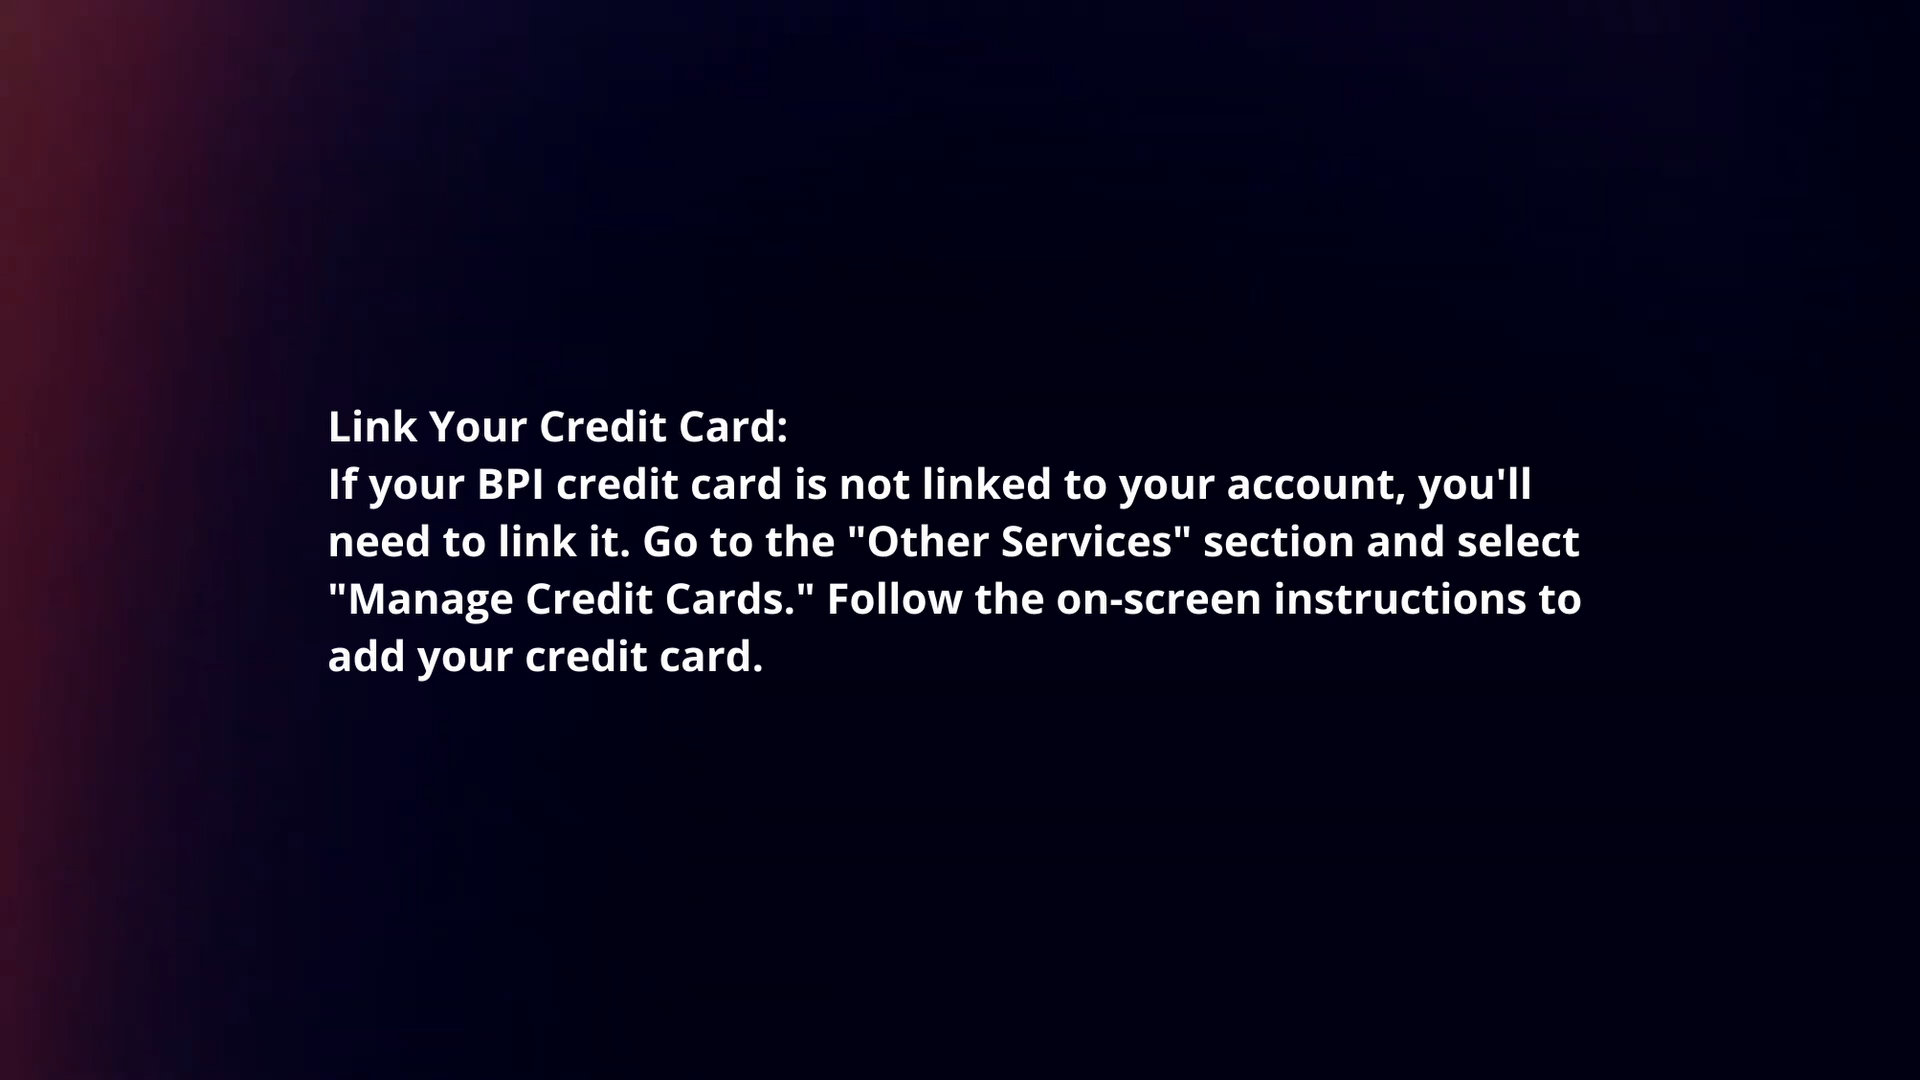 Link Your Credit Card:
If your BPI credit card is not linked to your account, you'll
need to link it. Go to the "Other Services" section and select
"Manage Credit Cards." Follow the on-screen instructions to
add your credit card.